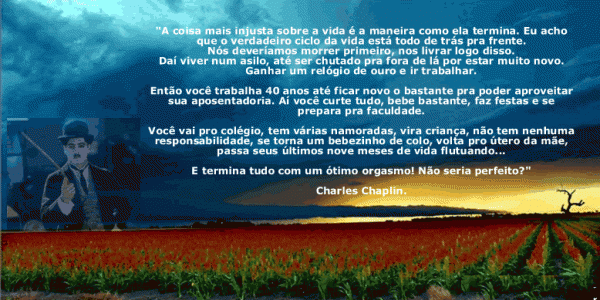 "A coisa mais injusta sobre a vida é a maneira como ela termina. Eu acho
que o verdadeiro ciclo da vida está todo de trás pra frente.
Nós deveríamos morrer primeiro, nos livrar logo disso.
Daí viver num asilo, até ser chutado pra fora de lá por estar muito novo.
Ganhar um relógio de ouro e ir trabalhar.
Então você trabalha 40 anos até ficar novo o bastante pra poder aproveitar
sua aposentadoria. Aí você curte tudo, bebe bastante, faz festas e se
prepara pra faculdade.
Você vai pro colégio, tem várias namoradas, vira criança, não tem nenhuma
responsabilidade, se torna um bebezinho de colo, volta pro útero da mãe,
passa seus últimos nove meses de vida flutuando...
E termina tudo com um ótimo orgasmo! Não seria perfeito?"
Charles Chaplin.